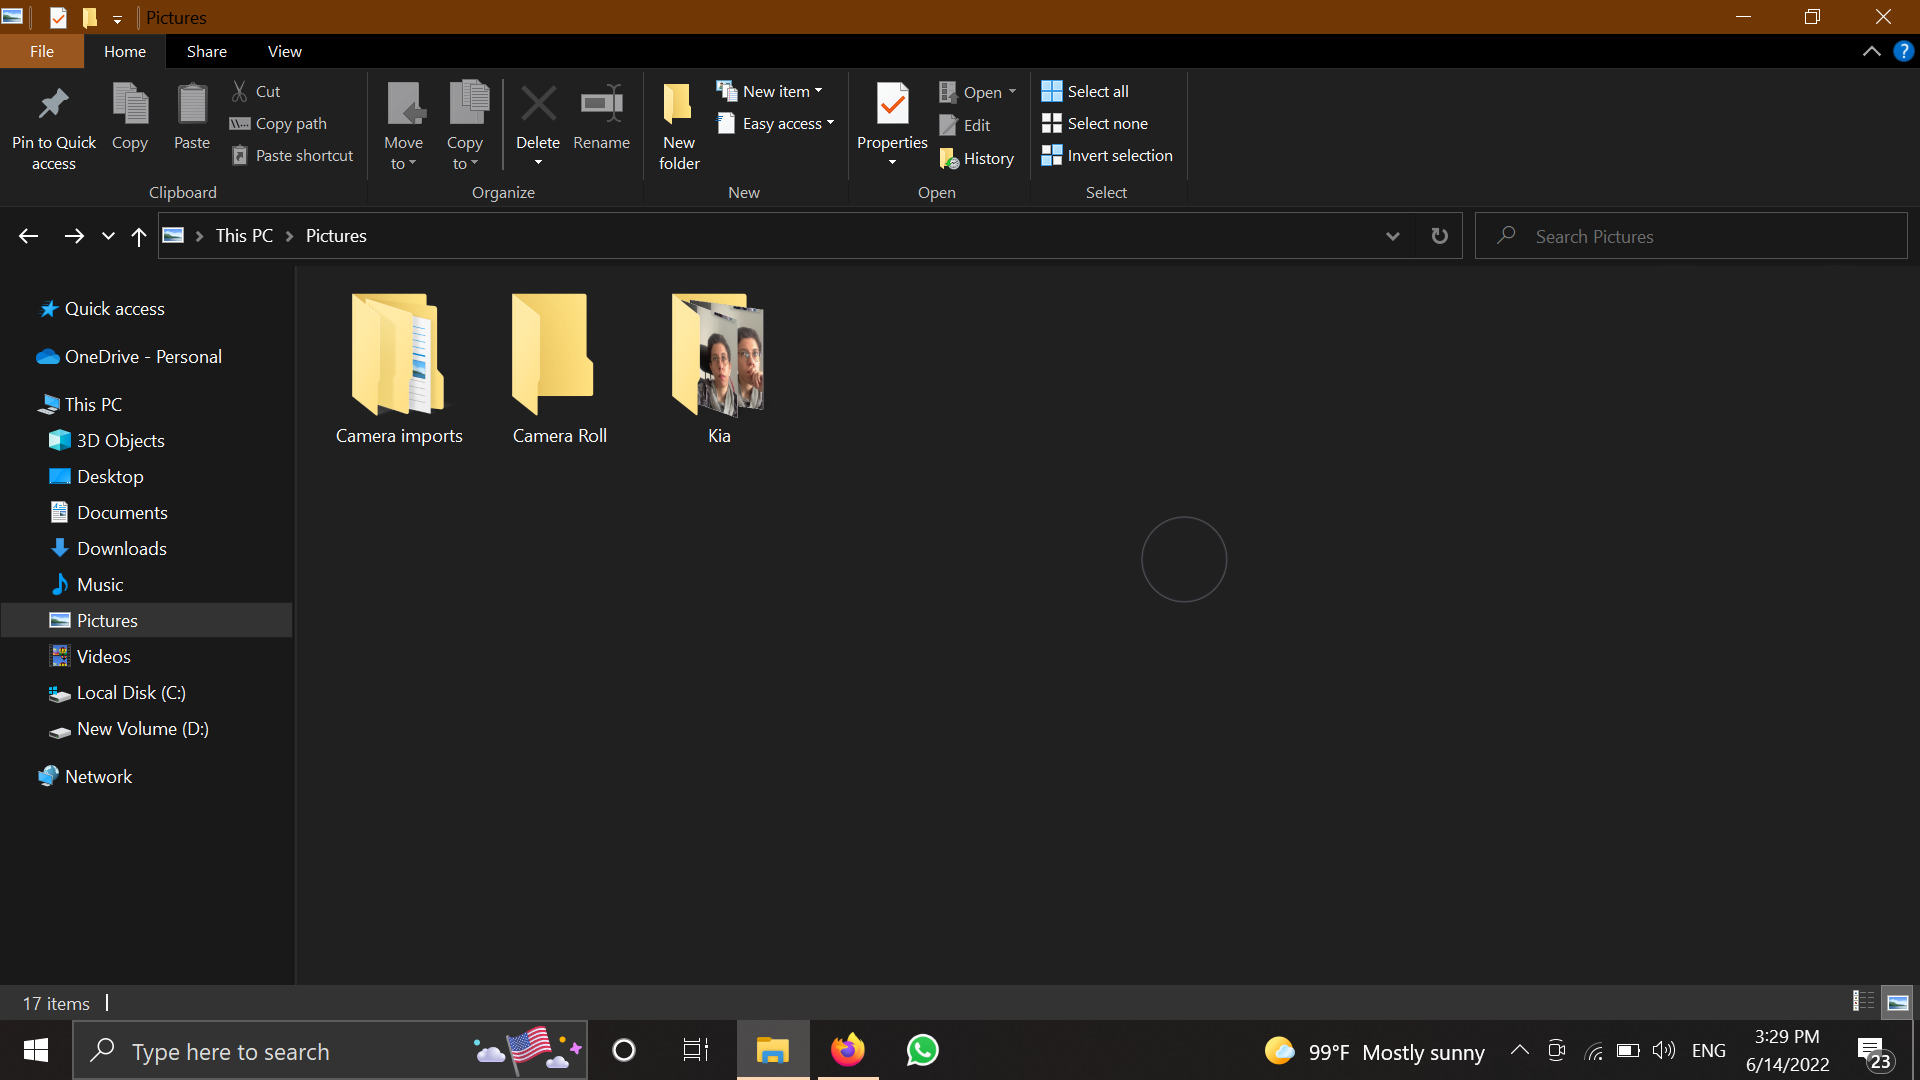 Pictures
File Home Share View
?
Pin to Quick access
Copy
Paste
Cut
Copy path
Paste shortcut
Clipboard
Move to
Copy to
Delete
Rename
Organize
New folder
New item
Easy access
New
Properties
Open
Edit
History
Open
Select all
Select none
Invert selection
Select
This PC > Pictures
Search Pictures
Quick access
OneDrive - Personal
This PC
3D Objects
Desktop
Documents
Downloads
Music
Pictures
Videos
Local Disk (C:)
New Volume (D:)
Network
Camera imports
Camera Roll
Kia
17 items
Type here to search
99°F Mostly sunny
ENG
3:29 PM
6/14/2022
23